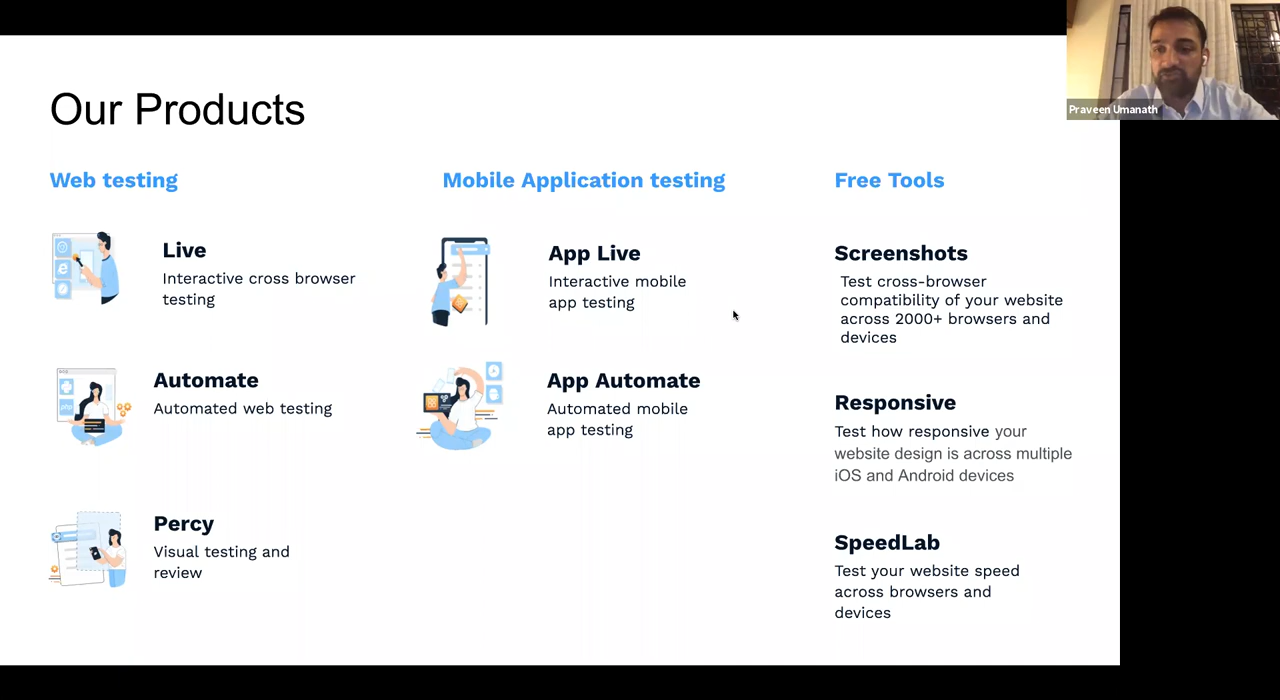 Our Products
Praveen Umanath
Web testing
Live
Interactive cross browser
testing
Automate
Automated web testing
Percy
Visual testing and
review
Mobile Application testing
App Live
Interactive mobile
app testing
App Automate
Automated mobile
app testing
Free Tools
Screenshots
Test cross-browser
compatibility of your website
across 2000+ browsers and
devices
Responsive
Test how responsive your
website design is across multiple
iOS and Android devices
SpeedLab
Test your website speed
across browsers and
devices